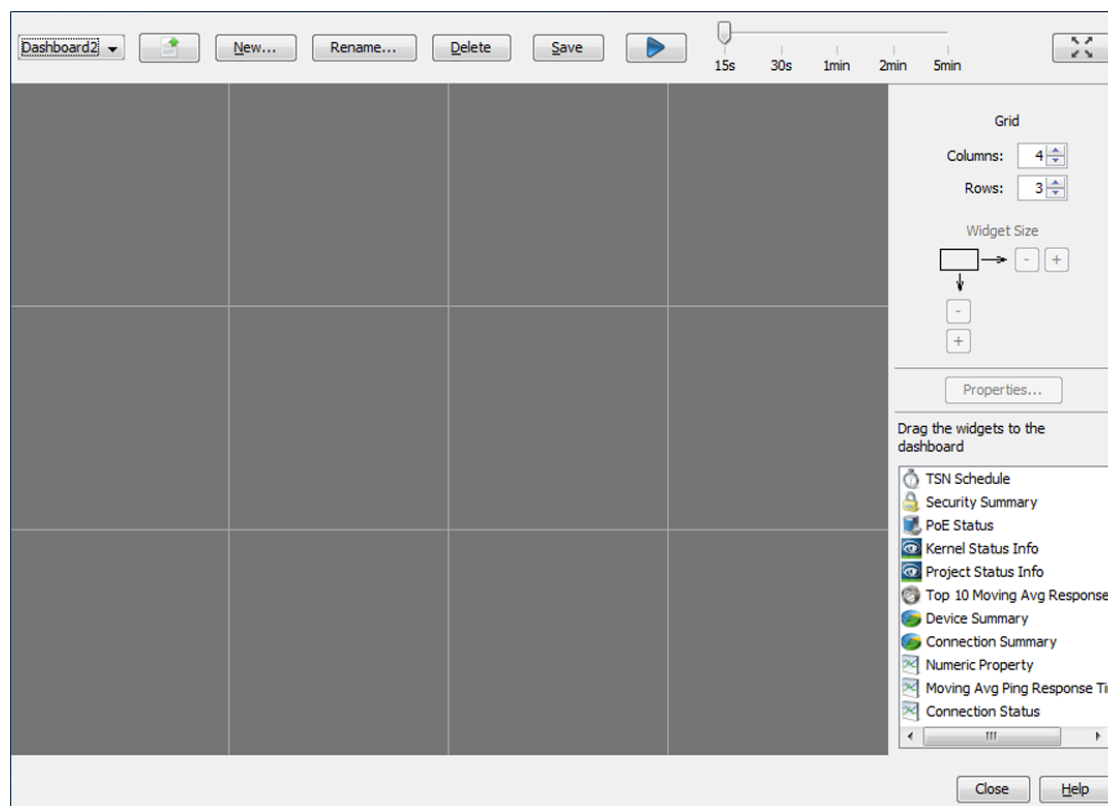 Dashboard2 New... Rename... Delete Save
15s 30s 1min 2min 5min
Grid
Columns: 4
Rows: 3
Widget Size
- +
-
+
Properties...
Drag the widgets to the
dashboard
TSN Schedule
Security Summary
PoE Status
Kernel Status Info
Project Status Info
Top 10 Moving Avg Response
Device Summary
Connection Summary
Numeric Property
Moving Avg Ping Response Ti
Connection Status
Close Help